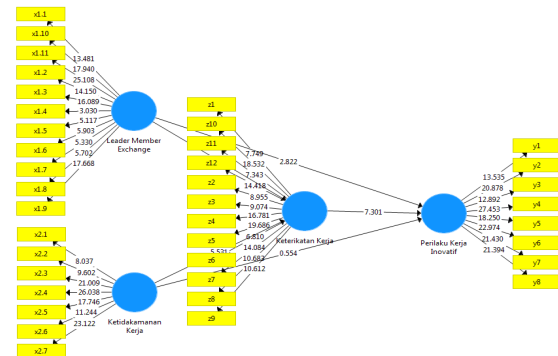 x1.1
x1.10
x1.11
x1.2
x1.3
x1.4
x1.5
x1.6
x1.7
x1.8
x1.9
13.481
17.940
25.108
14.150
16.089
3.030
5.117
5.903
5.330
5.702
17.668
Leader Member
Exchange
x2.1
x2.2
x2.3
x2.4
x2.5
x2.6
x2.7
8.037
9.602
21.009
26.038
17.746
11.244
23.122
Ketidakamanan
Kerja
z1
z10
z11
z12
z2
z3
z4
z5
z6
z7
z8
z9
7.749
18.532
7.343
14.418
8.955
9.074
16.781
19.686
6.810
14.084
10.683
10.612
5.531
2.822
Keterikatan Kerja
7.301
0.554
Perilaku Kerja
Inovatif
13.535
20.878
12.892
27.453
18.250
22.974
21.430
21.394
y1
y2
y3
y4
y5
y6
y7
y8